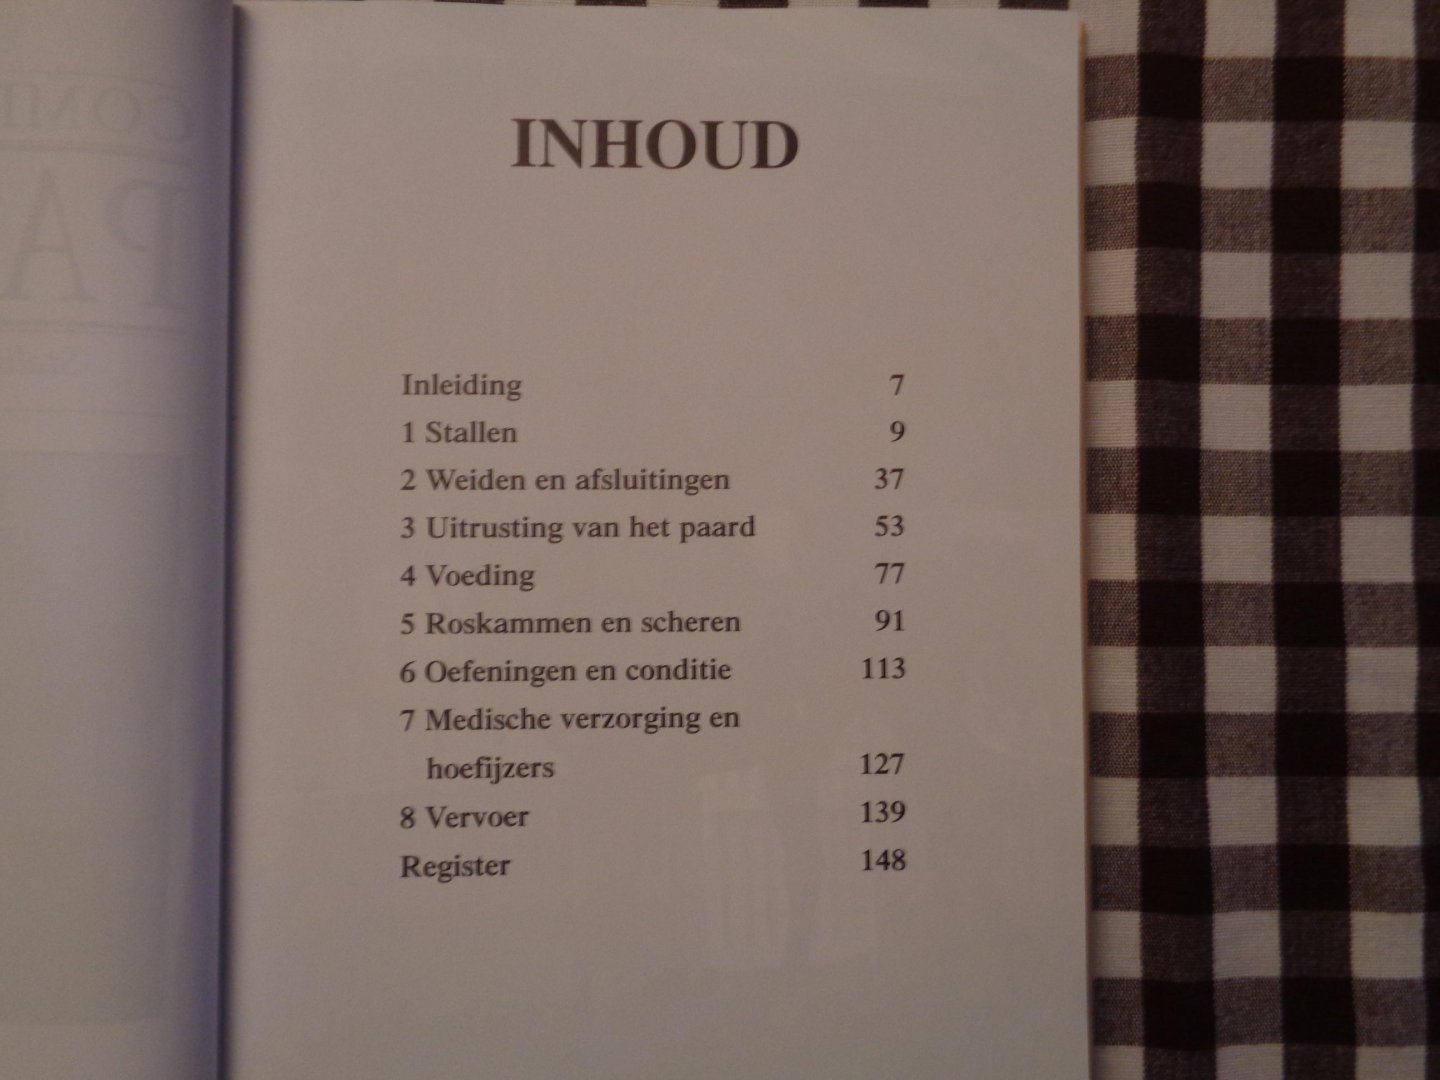 INHOUD
Inleiding 7
1 Stallen 9
2 Weiden en afsluitingen 37
3 Uitrusting van het paard 53
4 Voeding 77
5 Roskammen en scheren 91
6 Oefeningen en conditie 113
7 Medische verzorging en
hoefijzers 127
8 Vervoer 139
Register 148